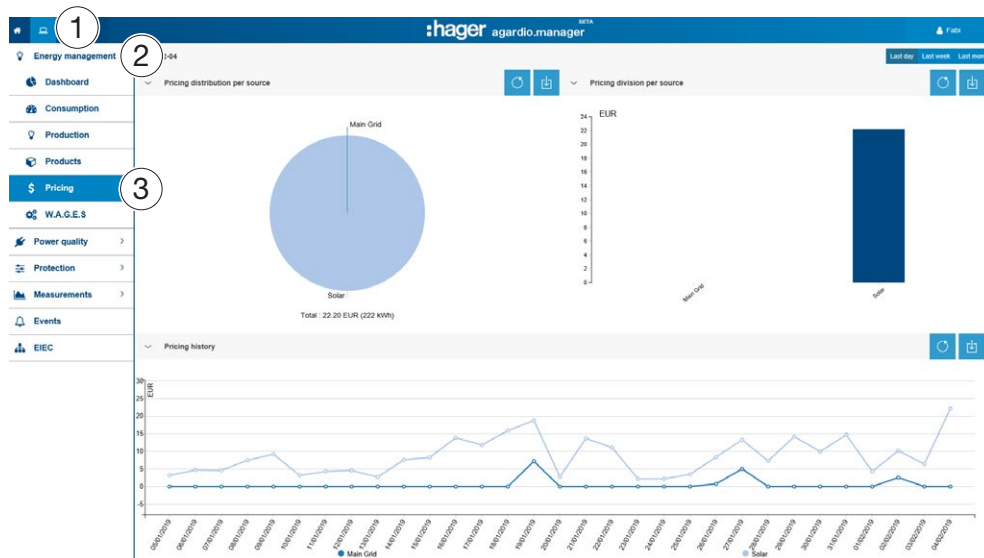 BETA
:hager agardio.manager
Fabi
1
Energy management
2
2-04
Last day Last week Last mon
Dashboard
Pricing distribution per source
Pricing division per source
Consumption
Production
Products
$ Pricing
3
W.A.G.E.S
Power quality
Protection
Measurements
Events
EIEC
Main Grid
Solar
Total : 22.20 EUR (222 kWh)
EUR
24
22
20
18
16
14
12
10
8
6
4
2
0
Main Grid
Solar
Pricing history
EUR
30
25
20
15
10
5
0
-5
05/01/2019
06/01/2019
07/01/2019
08/01/2019
09/01/2019
10/01/2019
11/01/2019
12/01/2019
13/01/2019
14/01/2019
15/01/2019
16/01/2019
17/01/2019
18/01/2019
19/01/2019
20/01/2019
21/01/2019
22/01/2019
23/01/2019
24/01/2019
25/01/2019
26/01/2019
27/01/2019
28/01/2019
29/01/2019
30/01/2019
31/01/2019
01/02/2019
02/02/2019
03/02/2019
04/02/2019
Main Grid
Solar